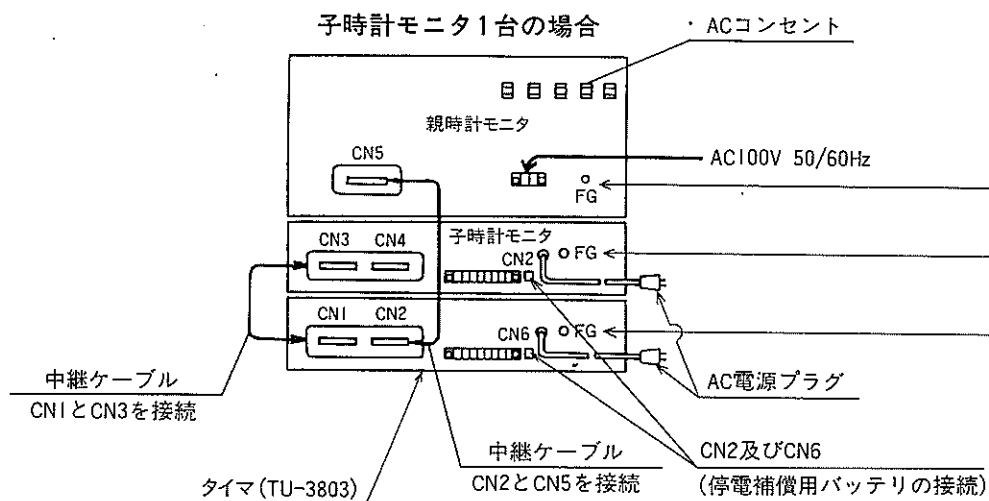 子時計モニタ1台の場合
ACコンセント
親時計モニタ
CN5
AC100V 50/60Hz
FG
子時計モニタ
CN3 CN4
CN2
FG
CN1 CN2
CN6
FG
中継ケーブル
CN1とCN3を接続
AC電源プラグ
中継ケーブル
CN2とCN5を接続
CN2及びCN6
(停電補償用バッテリの接続)
タイマ(TU-3803)